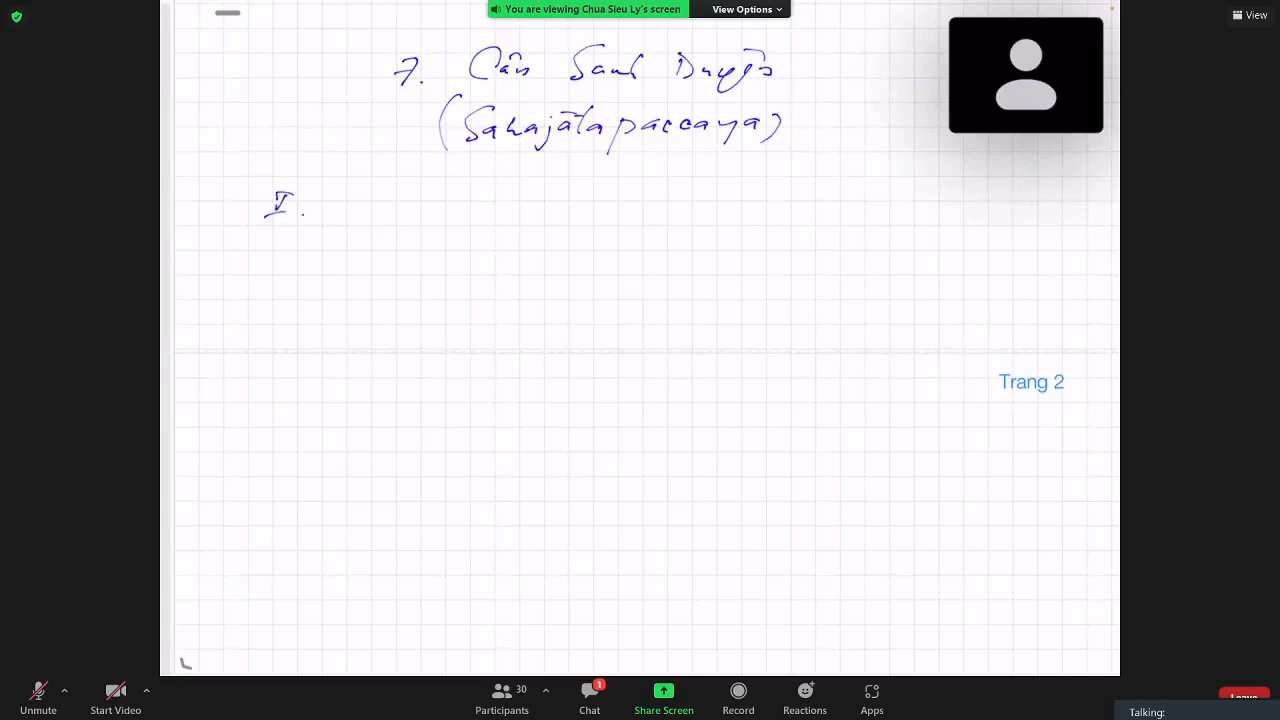 You are viewing Chua Sieu Ly's screen
View Options
View
7. Câu Sanh Duyên
(Sahajātapaccaya)
I.
Trang 2
Unmute
Start Video
30
Participants
1
Chat
Share Screen
Record
Reactions
Apps
Leave
Talking: